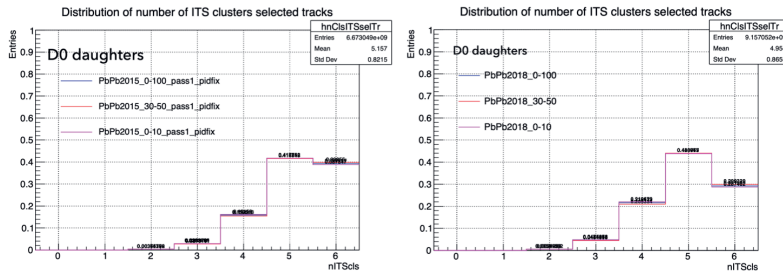 Distribution of number of ITS clusters selected tracks
hnClsITSselTr
Entries 6.673049e+09
Mean 5.157
Std Dev 0.8215
Entries
D0 daughters
PbPb2015_0-100_pass1_pidfix
PbPb2015_30-50_pass1_pidfix
PbPb2015_0-10_pass1_pidfix
1
0.9
0.8
0.7
0.6
0.5
0.4
0.3
0.2
0.1
0
0 1 2 3 4 5 6
nITScls
Distribution of number of ITS clusters selected tracks
hnClsITSselTr
Entries 9.157052e+0
Mean 4.95
Std Dev 0.865
Entries
D0 daughters
PbPb2018_0-100
PbPb2018_30-50
PbPb2018_0-10
1
0.9
0.8
0.7
0.6
0.5
0.4
0.3
0.2
0.1
0
0 1 2 3 4 5 6
nITScls